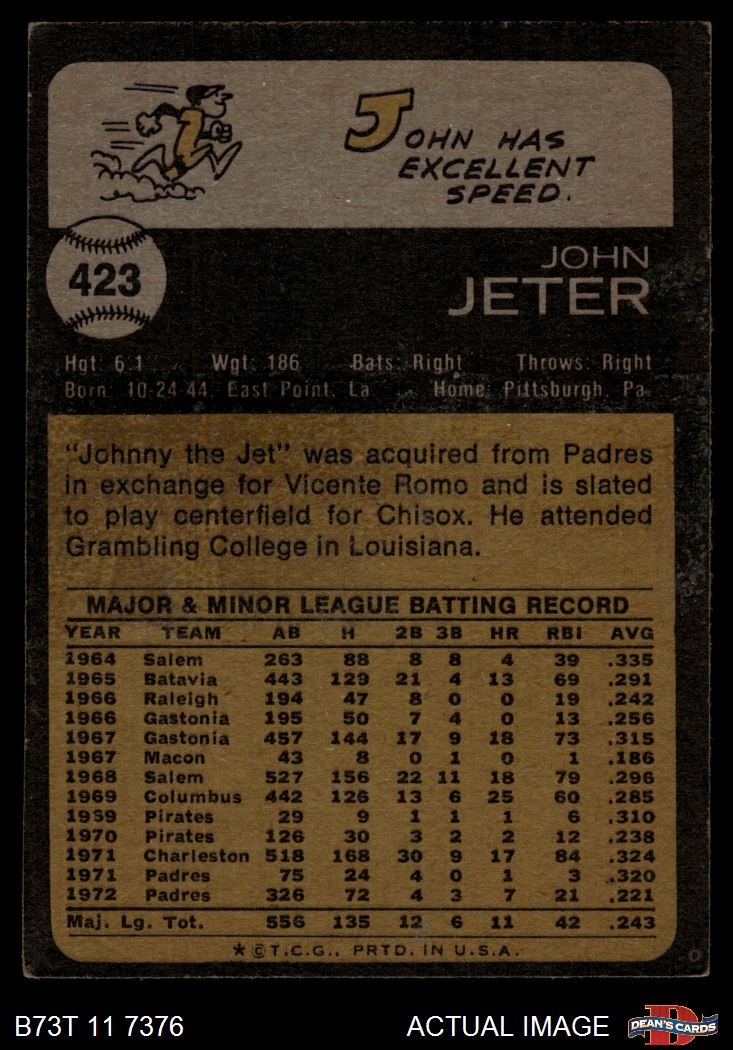 JOHN HAS
EXCELLENT
SPEED.
423
JOHN
JETER
Hgt: 6'1 Wgt: 186 Bats: Right Throws: Right
Born: 10-24-44, East Point, La Home: Pittsburgh, Pa.
"Johnny the Jet" was acquired from Padres
in exchange for Vicente Romo and is slated
to play centerfield for Chisox. He attended
Grambling College in Louisiana.
MAJOR & MINOR LEAGUE BATTING RECORD
YEAR TEAM AB H 2B 3B HR RBI AVG
1964 Salem 263 88 8 8 4 39 .335
1965 Batavia 443 129 21 4 13 69 .291
1966 Raleigh 194 47 8 0 0 19 .242
1966 Gastonia 195 50 7 4 0 13 .256
1967 Gastonia 457 144 17 9 18 73 .315
1967 Macon 43 8 0 1 0 1 .186
1968 Salem 527 156 22 11 18 79 .296
1969 Columbus 442 126 13 6 25 60 .285
1969 Pirates 29 9 1 1 1 6 .310
1970 Pirates 126 30 3 2 2 12 .238
1971 Charleston 518 168 30 9 17 84 .324
1971 Padres 75 24 4 0 1 3 .320
1972 Padres 326 72 4 3 7 21 .221
Maj. Lg. Tot. 556 135 12 6 11 42 .243
★©T.C.G., PRTD. IN U.S.A.
D
B73T 11 7376 ACTUAL IMAGE DEAN'S CARDS